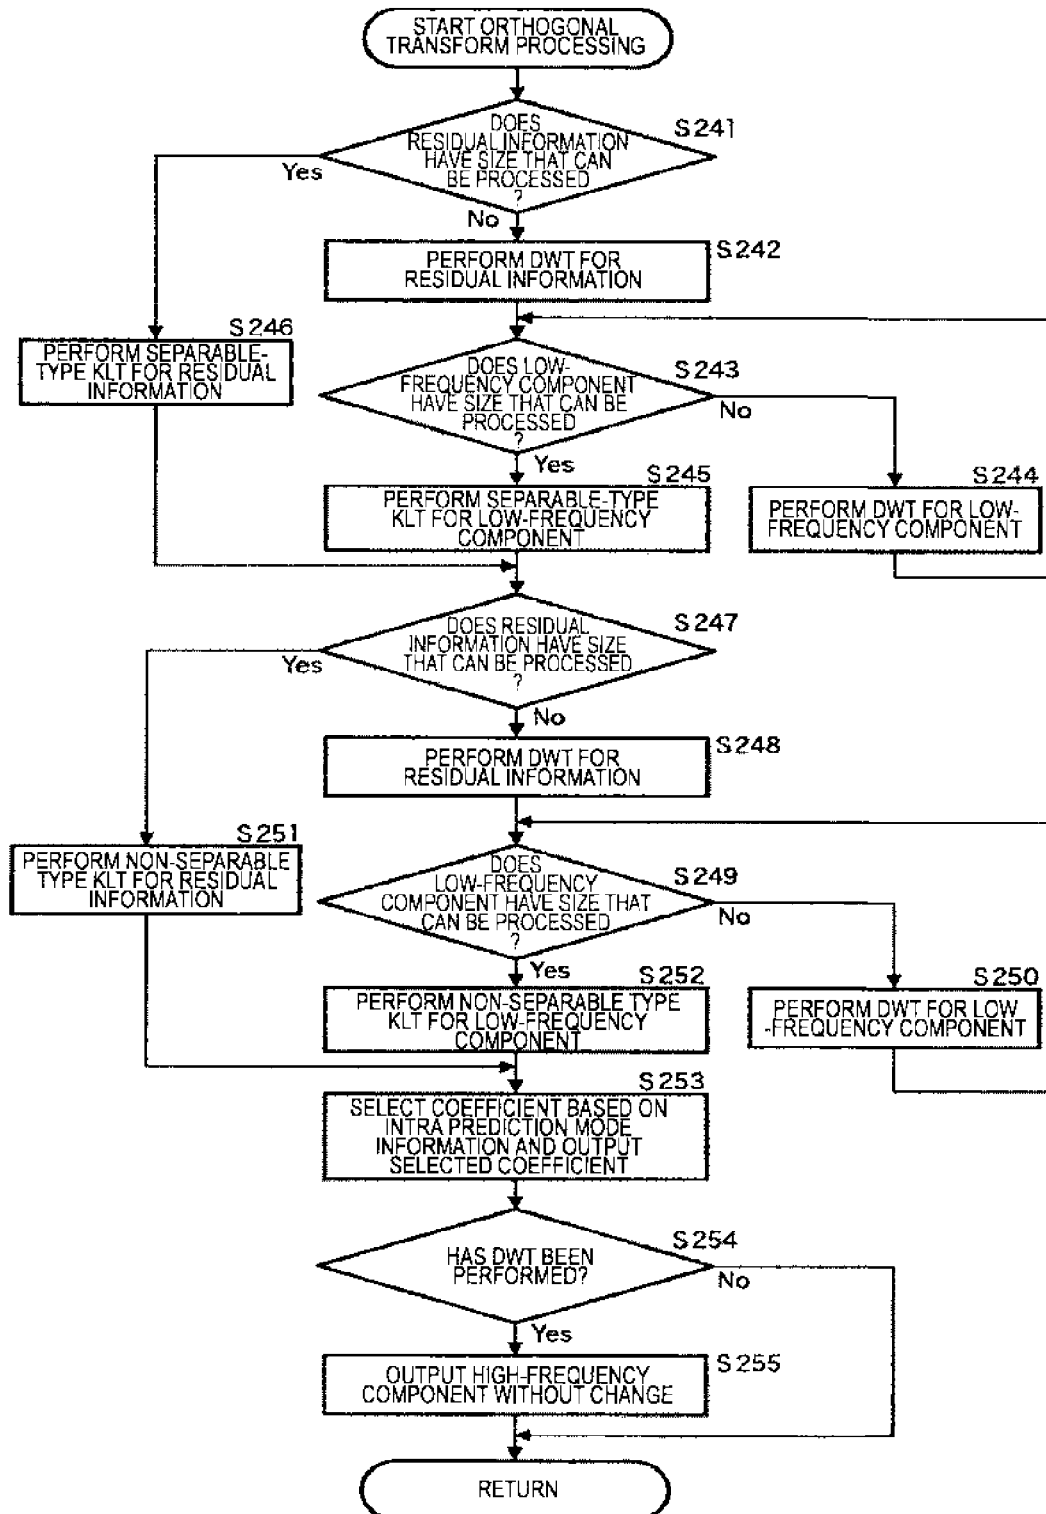 START ORTHOGONAL
TRANSFORM PROCESSING
DOES
RESIDUAL INFORMATION
HAVE SIZE THAT CAN
BE PROCESSED
?
S241
Yes
No
PERFORM DWT FOR
RESIDUAL INFORMATION
S242
S246
PERFORM SEPARABLE-
TYPE KLT FOR RESIDUAL
INFORMATION
DOES LOW-
FREQUENCY COMPONENT
HAVE SIZE THAT CAN BE
PROCESSED
?
S243
No
Yes
S245
PERFORM SEPARABLE-TYPE
KLT FOR LOW-FREQUENCY
COMPONENT
S244
PERFORM DWT FOR LOW-
FREQUENCY COMPONENT
DOES RESIDUAL
INFORMATION HAVE SIZE
THAT CAN BE PROCESSED
?
S247
Yes
No
PERFORM DWT FOR
RESIDUAL INFORMATION
S248
S251
PERFORM NON-SEPARABLE
TYPE KLT FOR RESIDUAL
INFORMATION
DOES
LOW-FREQUENCY
COMPONENT HAVE SIZE THAT
CAN BE PROCESSED
?
S249
No
Yes
S252
PERFORM NON-SEPARABLE TYPE
KLT FOR LOW-FREQUENCY
COMPONENT
S250
PERFORM DWT FOR LOW
-FREQUENCY COMPONENT
S253
SELECT COEFFICIENT BASED ON
INTRA PREDICTION MODE
INFORMATION AND OUTPUT
SELECTED COEFFICIENT
HAS DWT BEEN
PERFORMED?
S254
No
Yes
OUTPUT HIGH-FREQUENCY
COMPONENT WITHOUT CHANGE
S255
RETURN